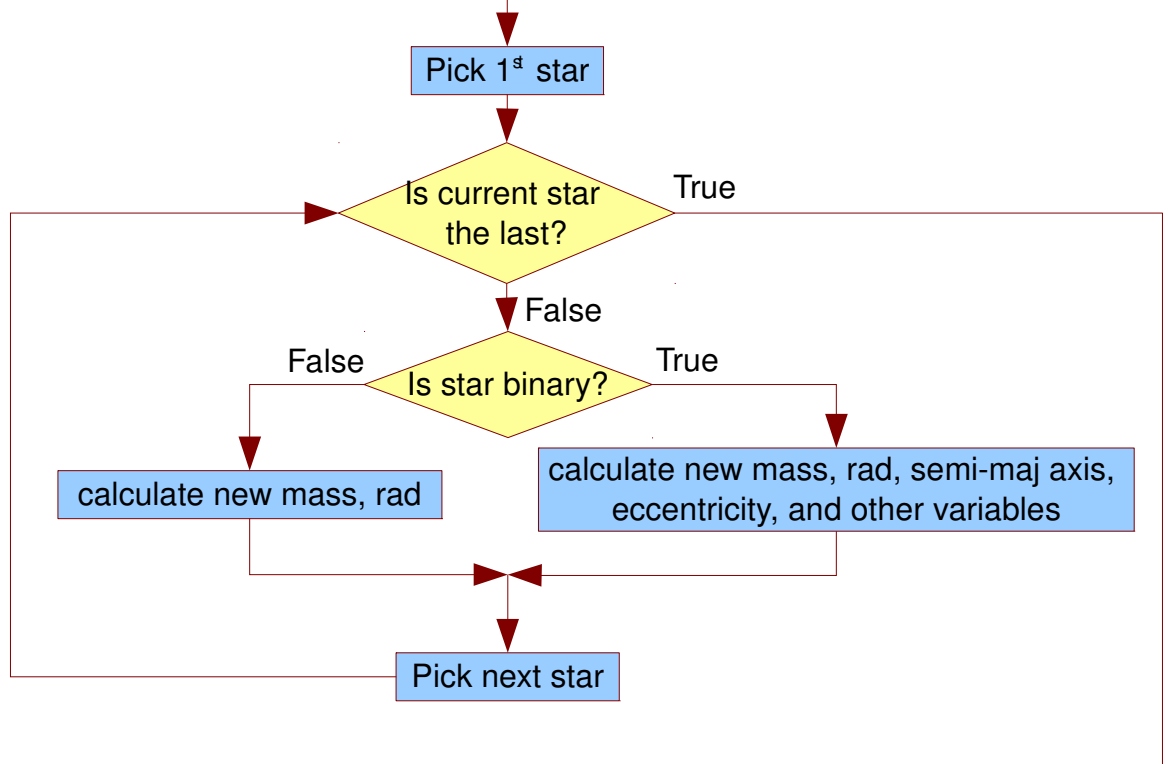 Pick 1st star
Is current star
the last?
True
False
False
Is star binary?
True
calculate new mass, rad
calculate new mass, rad, semi-maj axis,
eccentricity, and other variables
Pick next star